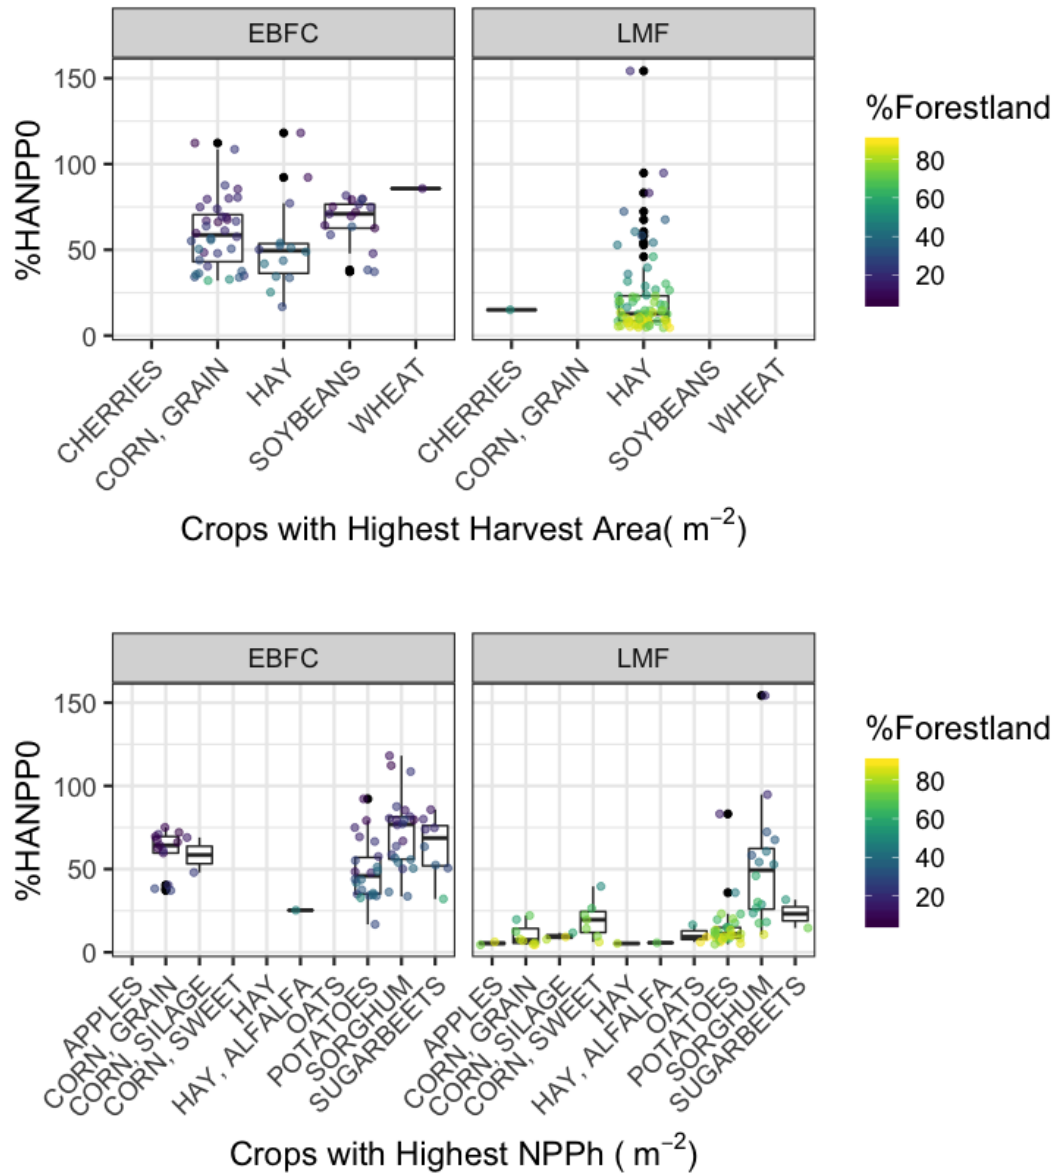 EBFC LMF
%HANPP0
150
100
50
0
CHERRIES
CORN, GRAIN
HAY
SOYBEANS
WHEAT
CHERRIES
CORN, GRAIN
HAY
SOYBEANS
WHEAT
Crops with Highest Harvest Area( m⁻²)
%Forestland
80
60
40
20
EBFC LMF
%HANPP0
150
100
50
0
APPLES
CORN, GRAIN
CORN, SILAGE
CORN, SWEET
HAY
HAY, ALFALFA
OATS
POTATOES
SORGHUM
SUGARBEETS
APPLES
CORN, GRAIN
CORN, SILAGE
CORN, SWEET
HAY
HAY, ALFALFA
OATS
POTATOES
SORGHUM
SUGARBEETS
Crops with Highest NPPh ( m⁻²)
%Forestland
80
60
40
20